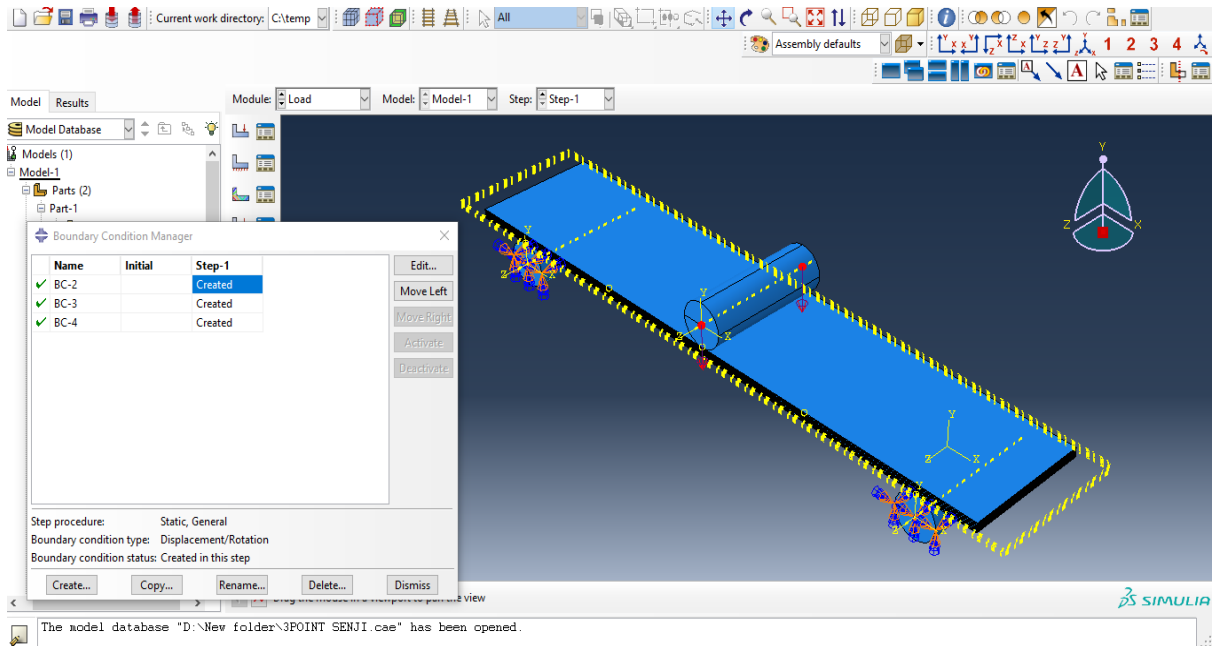 Current work directory: C:\temp
All
Assembly defaults
1 2 3 4
Model Results
Module: Load Model: Model-1 Step: Step-1
Model Database
Models (1)
Model-1
Parts (2)
Part-1
Boundary Condition Manager
Name Initial Step-1
BC-2 Created
BC-3 Created
BC-4 Created
Edit...
Move Left
Move Right
Activate
Deactivate
Step procedure: Static, General
Boundary condition type: Displacement/Rotation
Boundary condition status: Created in this step
Create... Copy... Rename... Delete... Dismiss
Drag the mouse in a viewport to pan the view
SIMULIA
The model database "D:\New folder\3POINT SENJI.cae" has been opened.